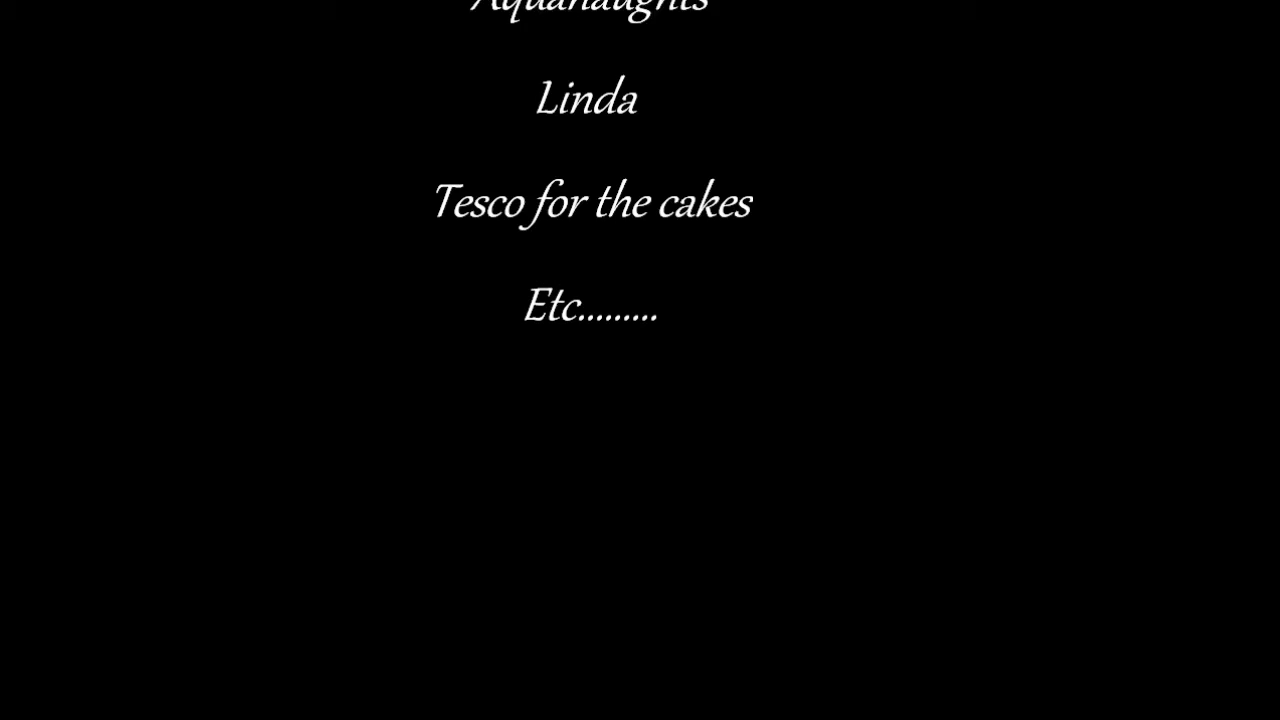 Aquanaughts
Linda
Tesco for the cakes
Etc.........